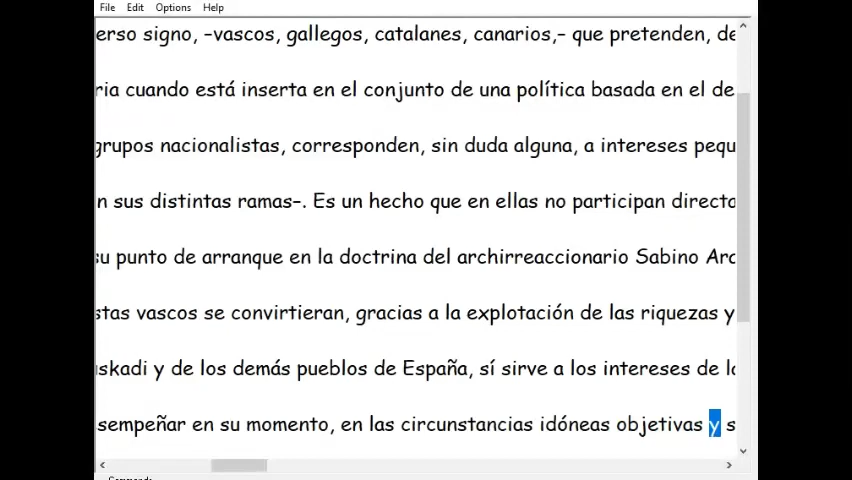 File Edit Options Help
erso signo, –vascos, gallegos, catalanes, canarios,– que pretenden, de
ria cuando está inserta en el conjunto de una política basada en el de
grupos nacionalistas, corresponden, sin duda alguna, a intereses pequ
n sus distintas ramas–. Es un hecho que en ellas no participan directa
su punto de arranque en la doctrina del archirreaccionario Sabino Ara
stas vascos se convirtieran, gracias a la explotación de las riquezas y
uskadi y de los demás pueblos de España, sí sirve a los intereses de la
sempeñar en su momento, en las circunstancias idóneas objetivas y s